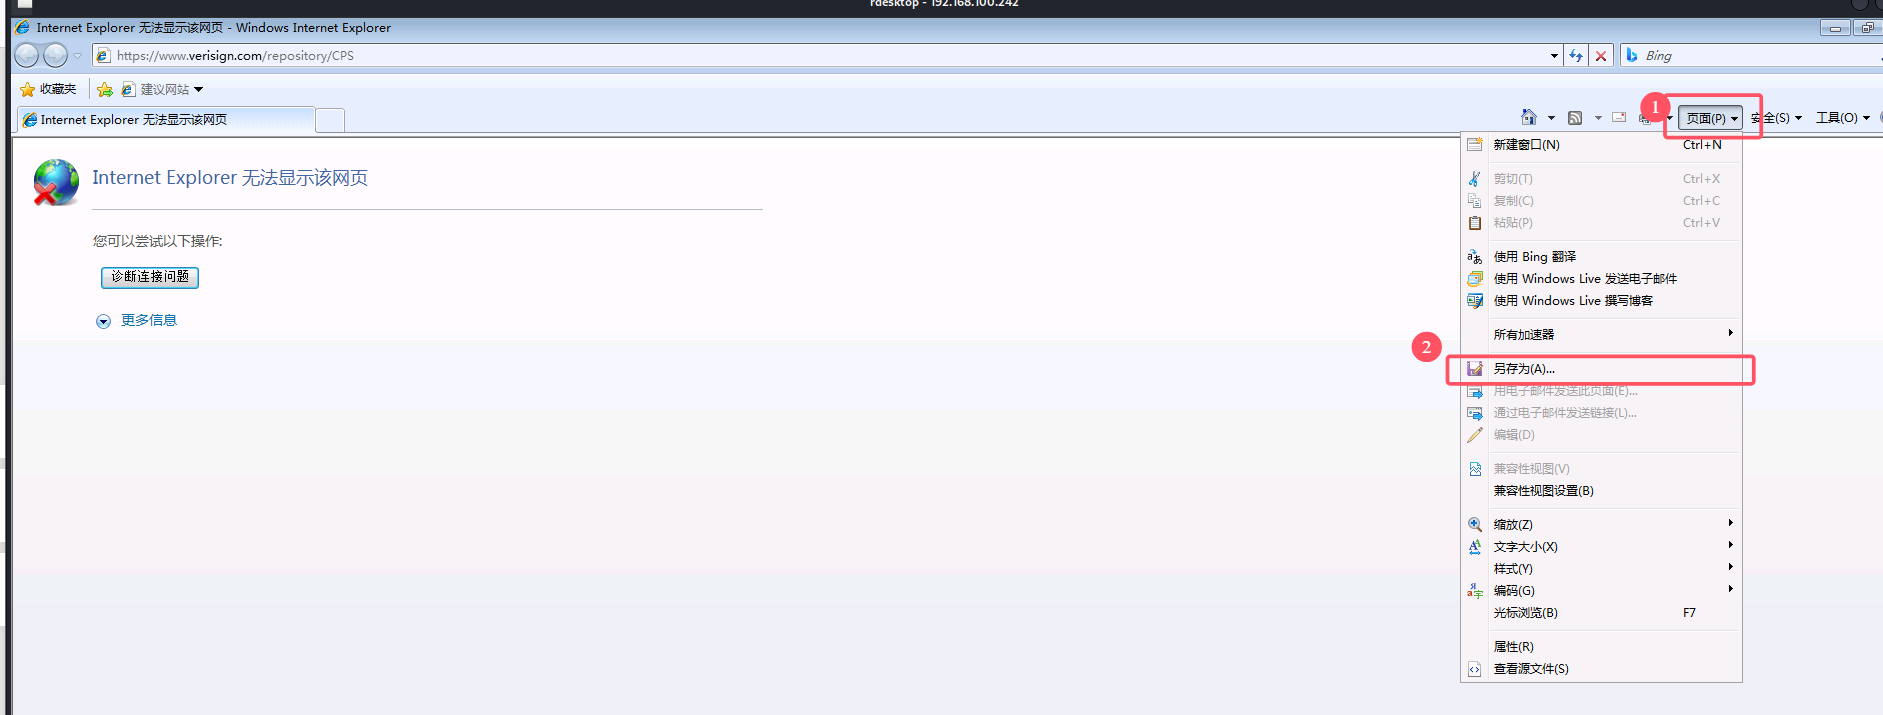 rdesktop - 192.168.100.242
Internet Explorer 无法显示该网页 - Windows Internet Explorer
https://www.verisign.com/repository/CPS
Bing
收藏夹
建议网站
Internet Explorer 无法显示该网页
1
页面(P)
安全(S)
工具(O)
Internet Explorer 无法显示该网页
您可以尝试以下操作:
诊断连接问题
更多信息
新建窗口(N) Ctrl+N
剪切(T) Ctrl+X
复制(C) Ctrl+C
粘贴(P) Ctrl+V
使用 Bing 翻译
使用 Windows Live 发送电子邮件
使用 Windows Live 撰写博客
所有加速器
2
另存为(A)...
用电子邮件发送此页面(E)...
通过电子邮件发送链接(L)...
编辑(D)
兼容性视图(V)
兼容性视图设置(B)
缩放(Z)
文字大小(X)
样式(Y)
编码(G)
光标浏览(B) F7
属性(R)
查看源文件(S)